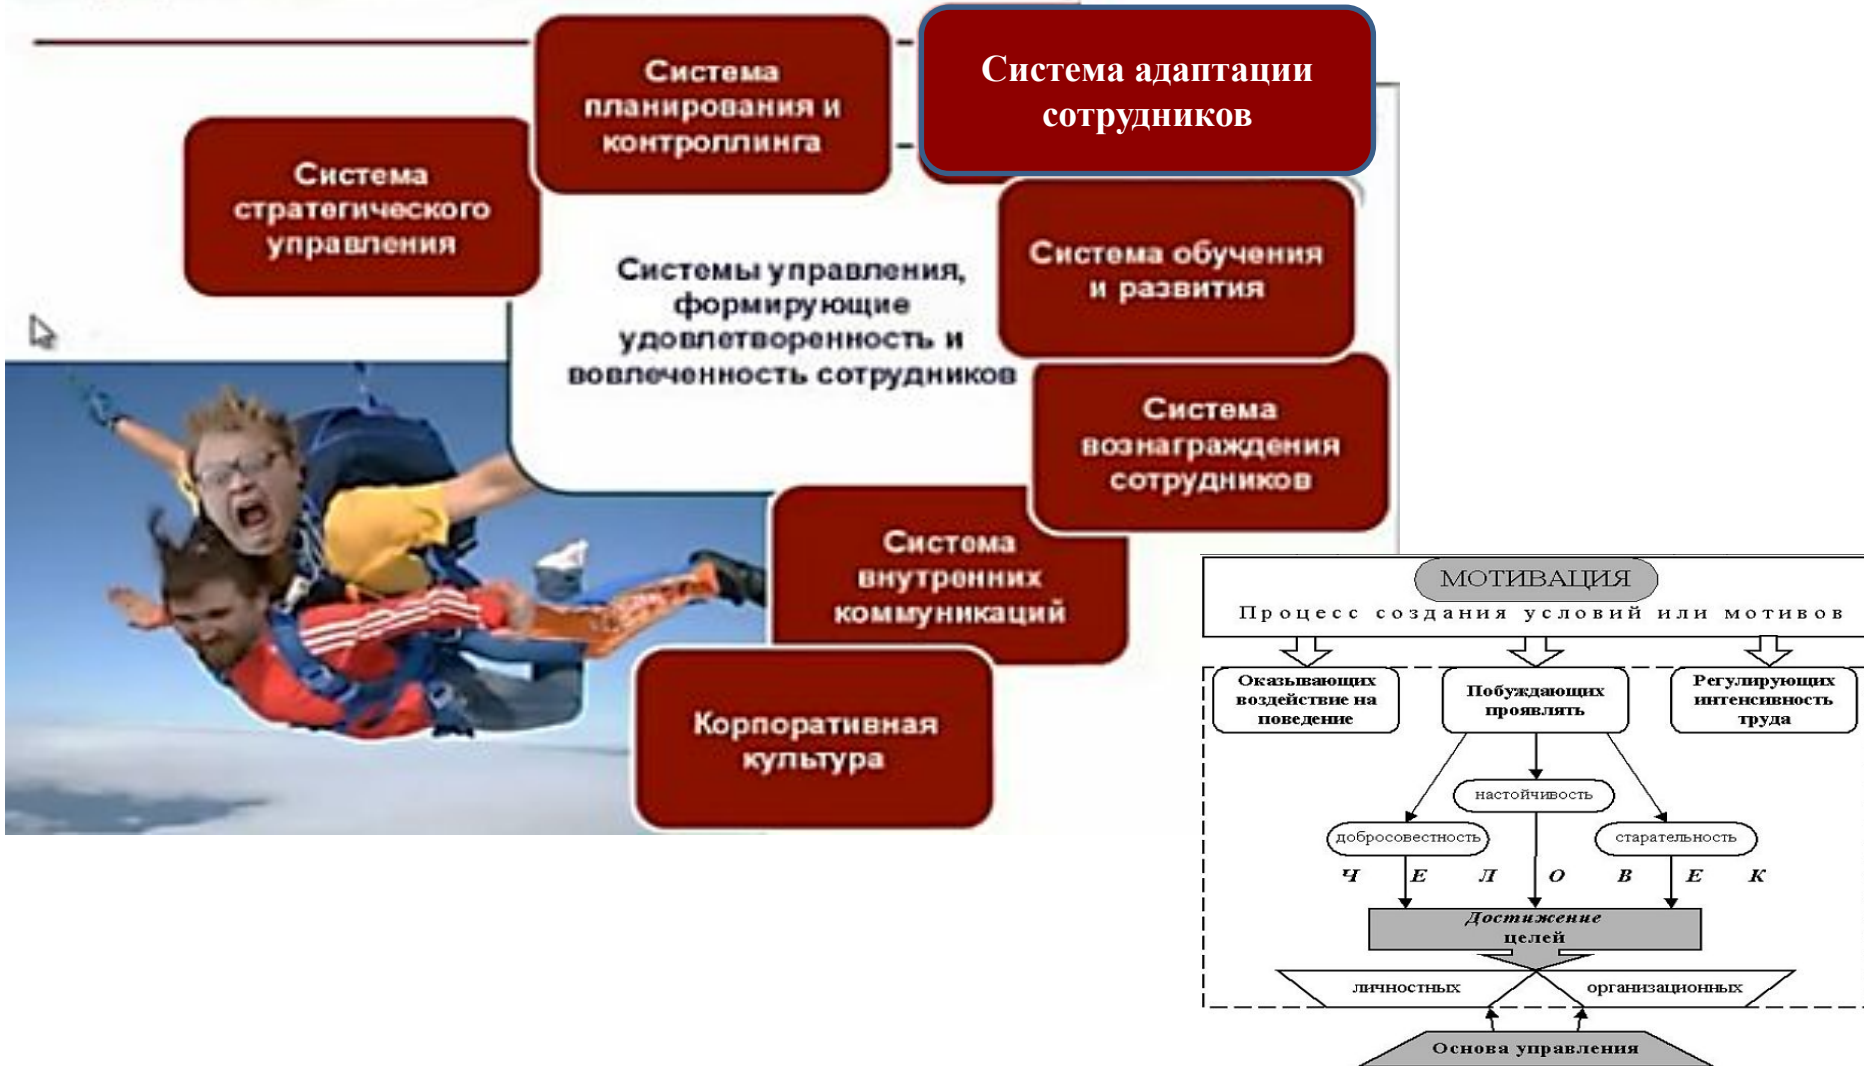 Система
планирования и
контроллинга
Система адаптации
сотрудников
Система
стратегического
управления
Система обучения
и развития
Системы управления,
формирующие
удовлетворенность и
вовлеченность сотрудников
Система
вознаграждения
сотрудников
Система
внутренних
коммуникаций
Корпоративная
культура
МОТИВАЦИЯ
Процесс создания условий или мотивов
Оказывающих
воздействие на
поведение
Побуждающих
проявлять
Регулирующих
интенсивность
труда
настойчивость
добросовестность
старательность
Ч Е Л О В Е К
Достижение
целей
личностных
организационных
Основа управления